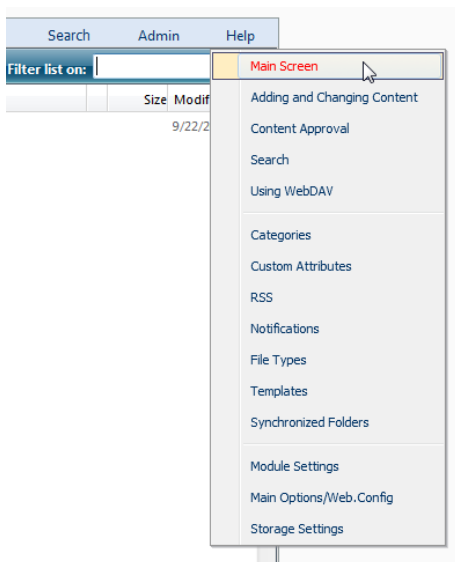 Search Admin Help
Filter list on:
Main Screen
Size Modif
Adding and Changing Content
9/22/2
Content Approval
Search
Using WebDAV
Categories
Custom Attributes
RSS
Notifications
File Types
Templates
Synchronized Folders
Module Settings
Main Options/Web.Config
Storage Settings